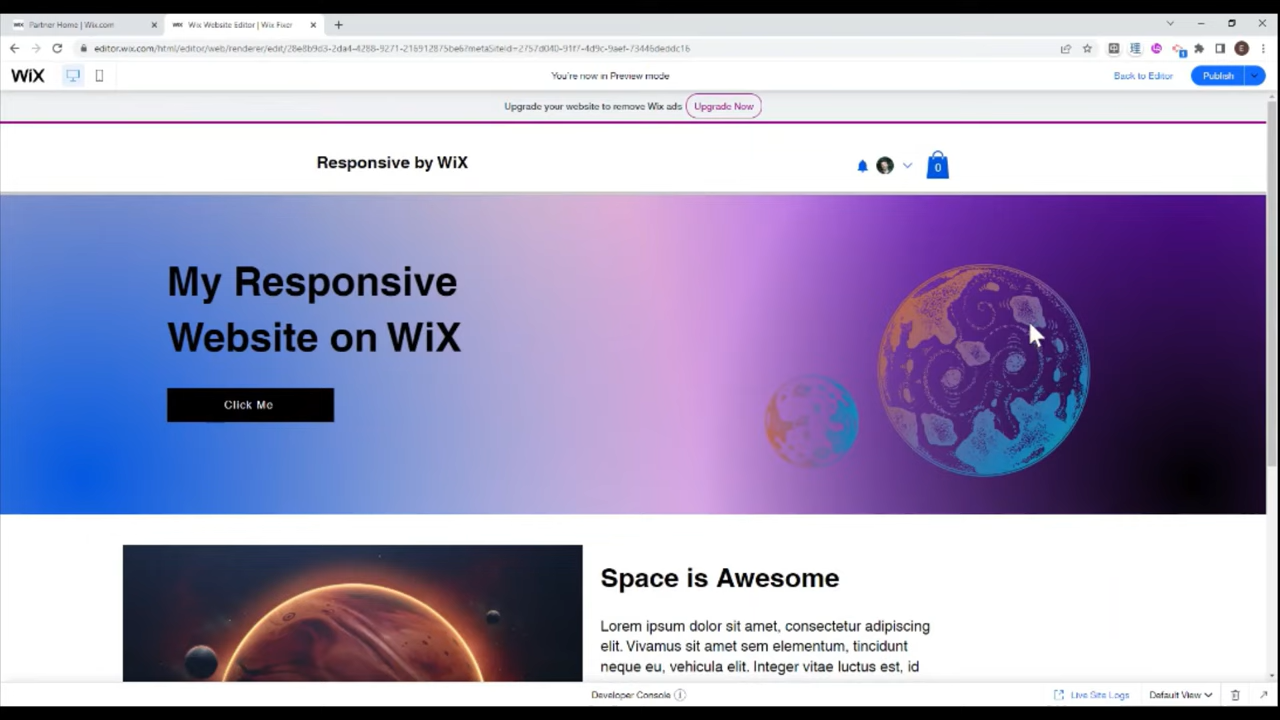 Partner Home | Wix.com
Wix Website Editor | Wix Fixer
WiX
You're now in Preview mode
Back to Editor
Publish
Upgrade your website to remove Wix ads
Upgrade Now
Responsive by WiX
0
My Responsive
Website on WiX
Click Me
Space is Awesome
Lorem ipsum dolor sit amet, consectetur adipiscing
elit. Vivamus sit amet sem elementum, tincidunt
neque eu, vehicula elit. Integer vitae luctus est, id
Developer Console
Live Site Logs
Default View